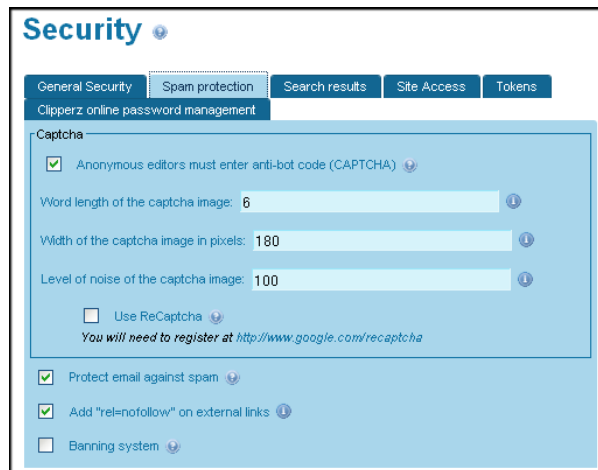 Security
General Security Spam protection Search results Site Access Tokens
Clipperz online password management
Captcha
Anonymous editors must enter anti-bot code (CAPTCHA)
Word length of the captcha image: 6
Width of the captcha image in pixels: 180
Level of noise of the captcha image: 100
Use ReCaptcha
You will need to register at http://www.google.com/recaptcha
Protect email against spam
Add "rel=nofollow" on external links
Banning system